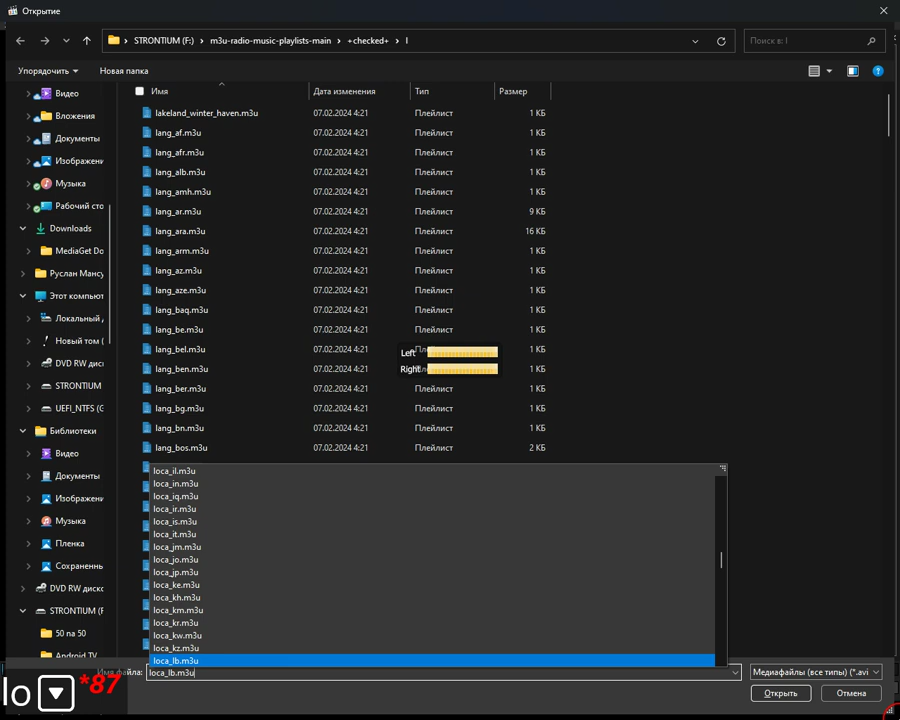 Открытие
STRONTIUM (F:) › m3u-radio-music-playlists-main › +checked+ › l
Поиск в: l
Упорядочить
Новая папка
Имя Дата изменения Тип Размер
lakeland_winter_haven.m3u 07.02.2024 4:21 Плейлист 1 КБ
lang_af.m3u 07.02.2024 4:21 Плейлист 1 КБ
lang_afr.m3u 07.02.2024 4:21 Плейлист 1 КБ
lang_alb.m3u 07.02.2024 4:21 Плейлист 1 КБ
lang_amh.m3u 07.02.2024 4:21 Плейлист 1 КБ
lang_ar.m3u 07.02.2024 4:21 Плейлист 9 КБ
lang_ara.m3u 07.02.2024 4:21 Плейлист 16 КБ
lang_arm.m3u 07.02.2024 4:21 Плейлист 1 КБ
lang_az.m3u 07.02.2024 4:21 Плейлист 1 КБ
lang_aze.m3u 07.02.2024 4:21 Плейлист 1 КБ
lang_baq.m3u 07.02.2024 4:21 Плейлист 1 КБ
lang_be.m3u 07.02.2024 4:21 Плейлист 1 КБ
lang_bel.m3u 07.02.2024 4:21 1 КБ
lang_ben.m3u 07.02.2024 4:21 1 КБ
lang_ber.m3u 07.02.2024 4:21 Плейлист 1 КБ
lang_bg.m3u 07.02.2024 4:21 Плейлист 1 КБ
lang_bn.m3u 07.02.2024 4:21 Плейлист 1 КБ
lang_bos.m3u 07.02.2024 4:21 Плейлист 2 КБ
Left
Right
Видео
Вложения
Документы
Изображени
Музыка
Рабочий сто
Downloads
MediaGet Do
Руслан Мансу
Этот компьют
Локальный
Новый том (
DVD RW диск
STRONTIUM
UEFI_NTFS (G
Библиотеки
Видео
Документы
Изображени
Музыка
Пленка
Сохраненны
DVD RW диско
STRONTIUM (F
50 na 50
Android TV
loca_il.m3u
loca_in.m3u
loca_iq.m3u
loca_ir.m3u
loca_is.m3u
loca_it.m3u
loca_jm.m3u
loca_jo.m3u
loca_jp.m3u
loca_ke.m3u
loca_kh.m3u
loca_km.m3u
loca_kr.m3u
loca_kw.m3u
loca_kz.m3u
loca_lb.m3u
Имя файла: loca_lb.m3u
Медиафайлы (все типы) (*.avi
Открыть
Отмена
lo *87